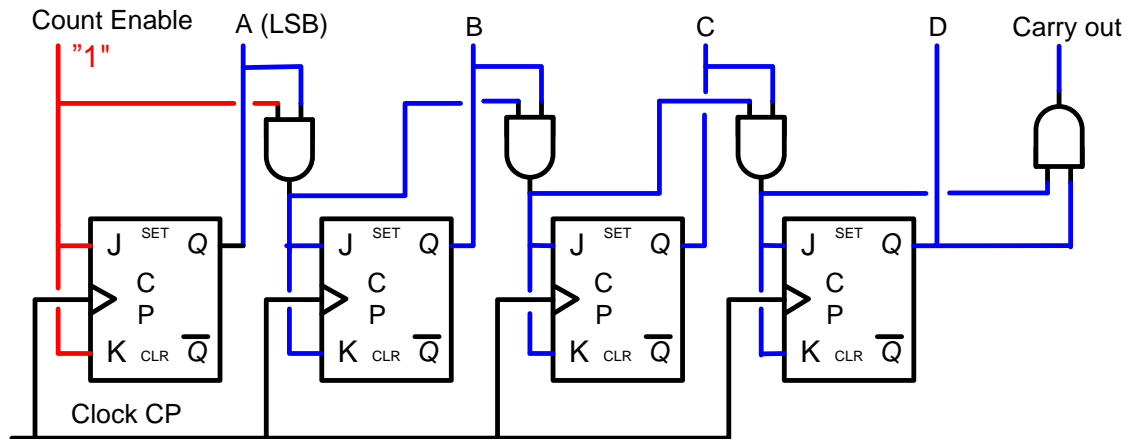 Count Enable A (LSB) B C D Carry out
”1"
J SET Q J SET Q J SET Q J SET Q
C C C C
P P P P
K CLR Q K CLR Q K CLR Q K CLR Q
Clock CP